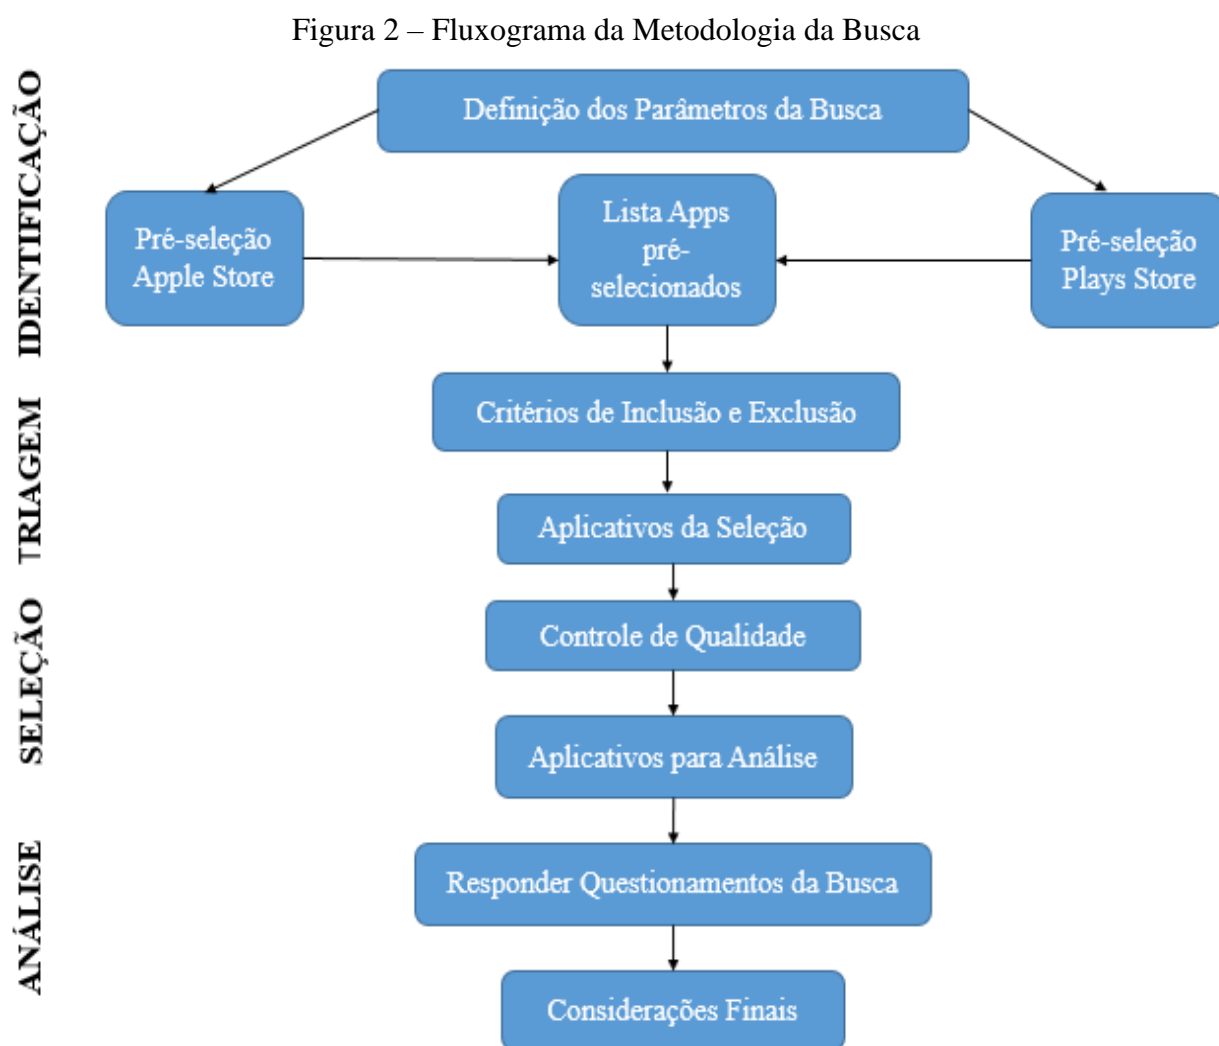 Figura 2 – Fluxograma da Metodologia da Busca
IDENTIFICAÇÃO
Definição dos Parâmetros da Busca
Pré-seleção
Apple Store
Lista Apps
pré-
selecionados
Pré-seleção
Plays Store
TRIAGEM
Critérios de Inclusão e Exclusão
Aplicativos da Seleção
SELEÇÃO
Controle de Qualidade
Aplicativos para Análise
ANÁLISE
Responder Questionamentos da Busca
Considerações Finais